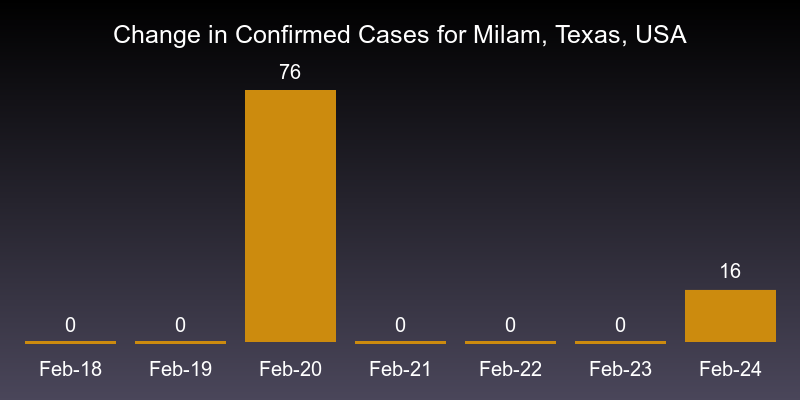 Change in Confirmed Cases for Milam, Texas, USA
76
16
0 0 0 0 0
Feb-18 Feb-19 Feb-20 Feb-21 Feb-22 Feb-23 Feb-24